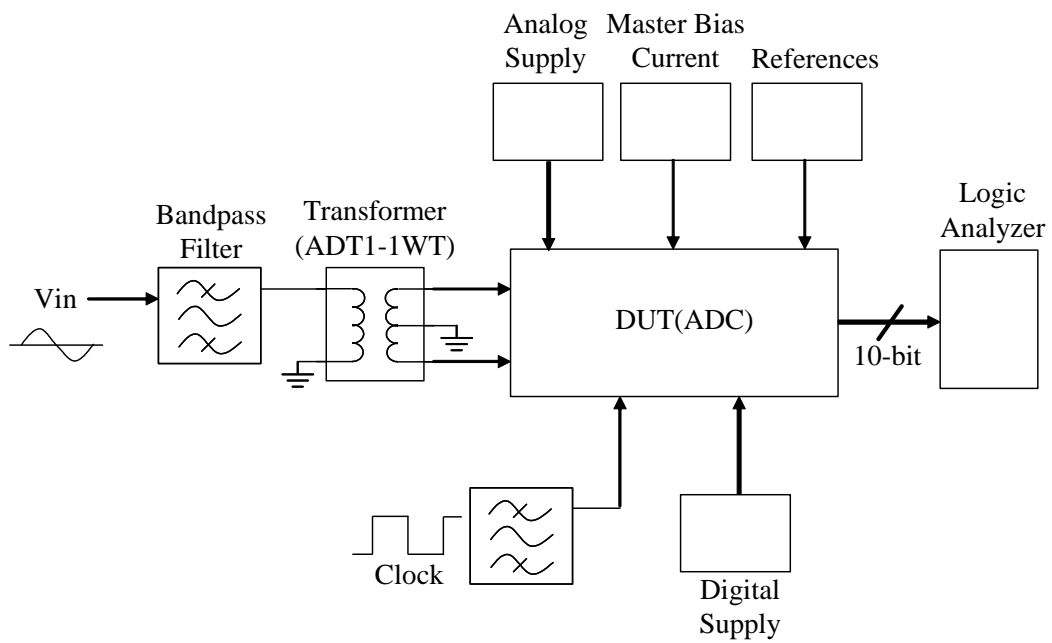 Analog
Supply
Master Bias
Current
References
Logic
Analyzer
Bandpass
Filter
Transformer
(ADT1-1WT)
Vin
DUT(ADC)
10-bit
Clock
Digital
Supply